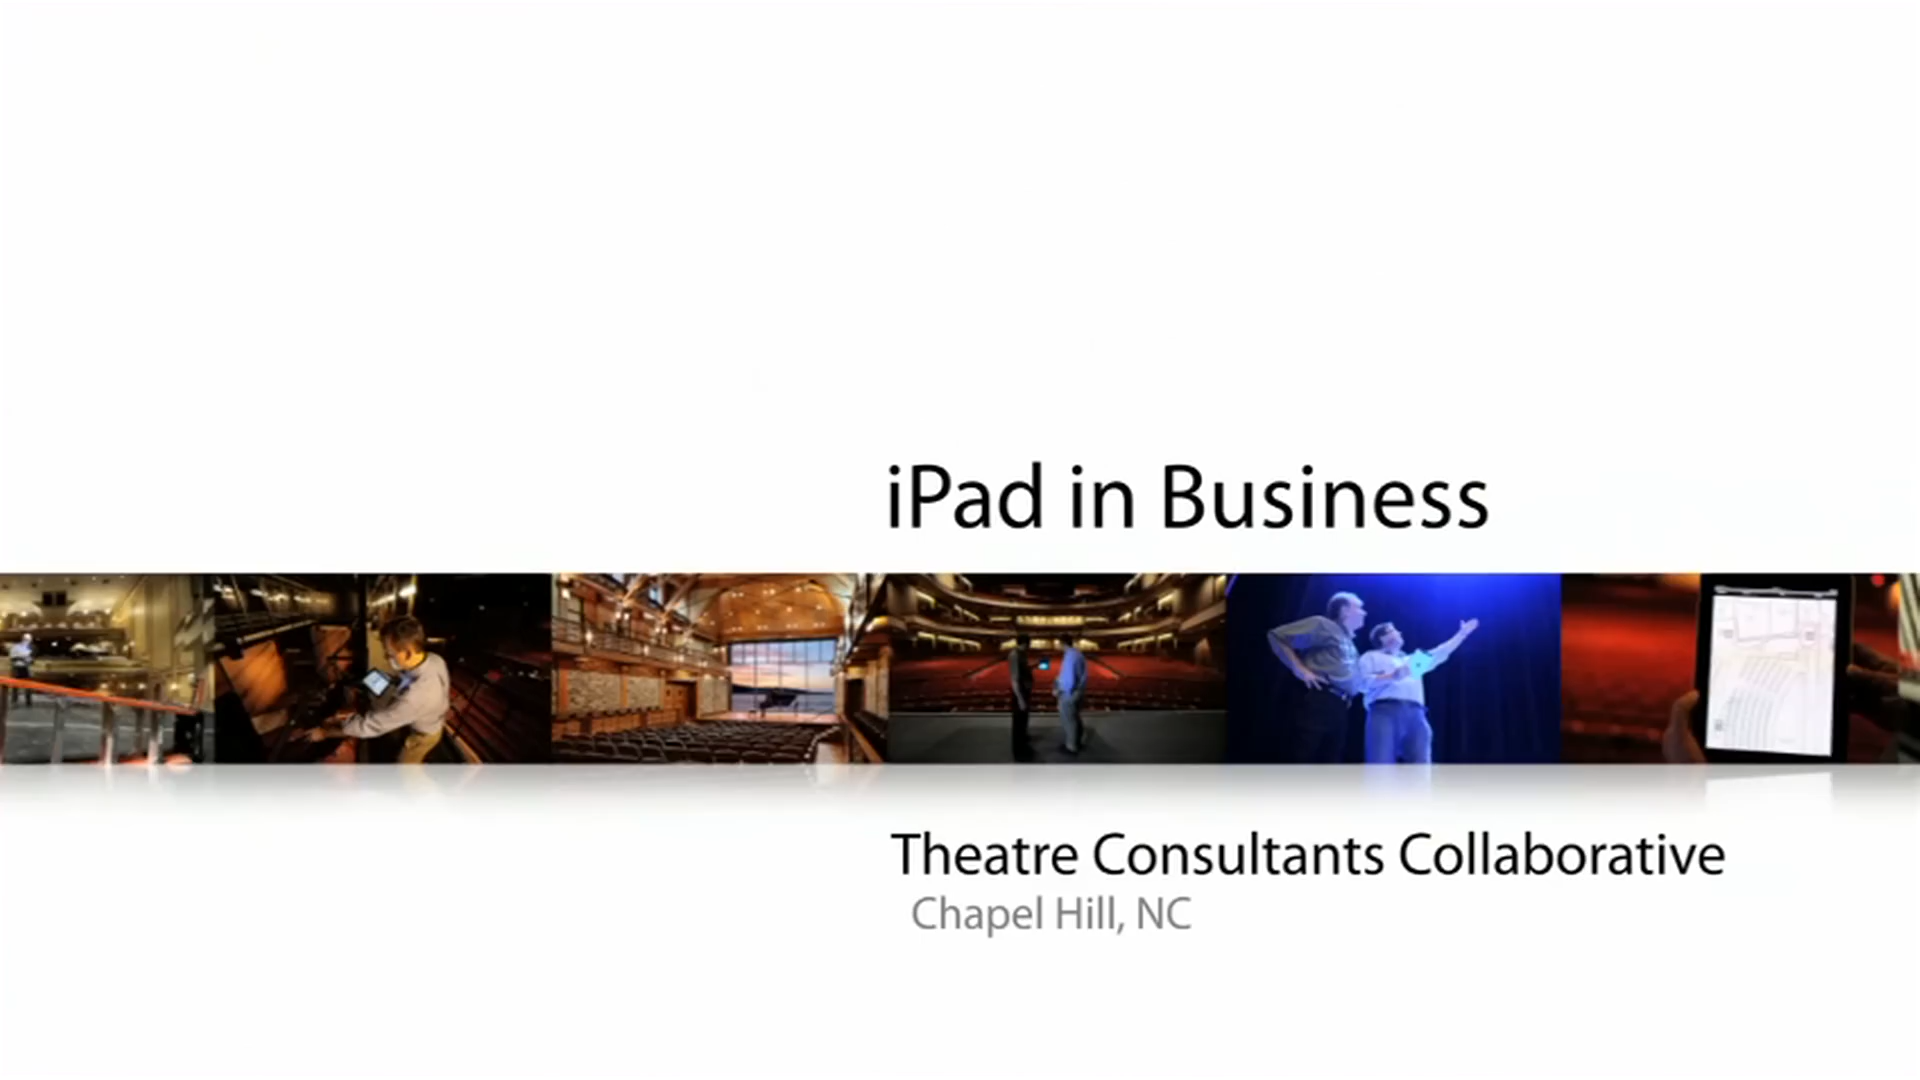 iPad in Business
Theatre Consultants Collaborative
Chapel Hill, NC